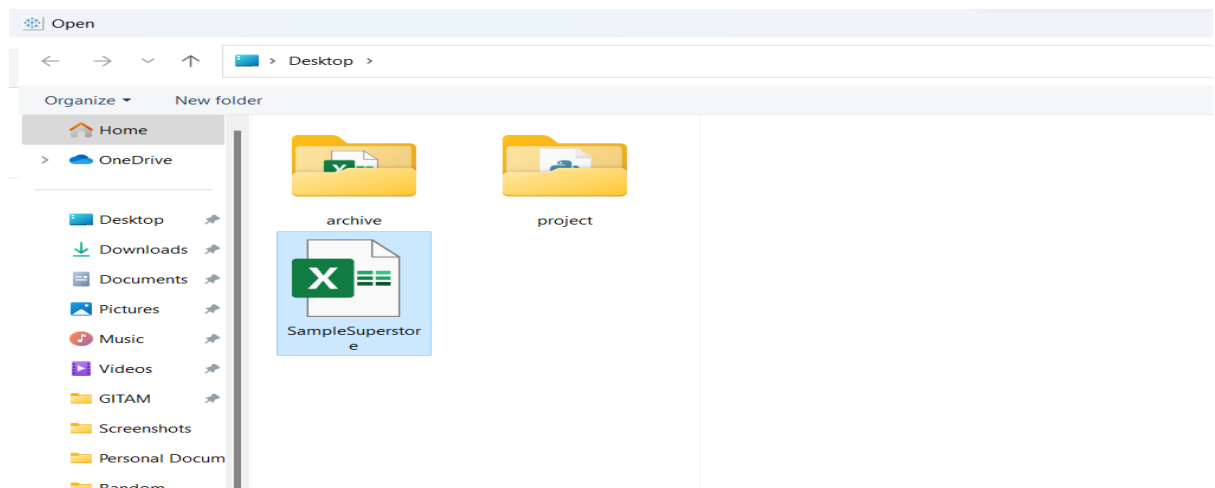 Open
Desktop
Organize
New folder
Home
OneDrive
Desktop
Downloads
Documents
Pictures
Music
Videos
GITAM
Screenshots
Personal Docum
Random
archive
project
SampleSuperstor
e